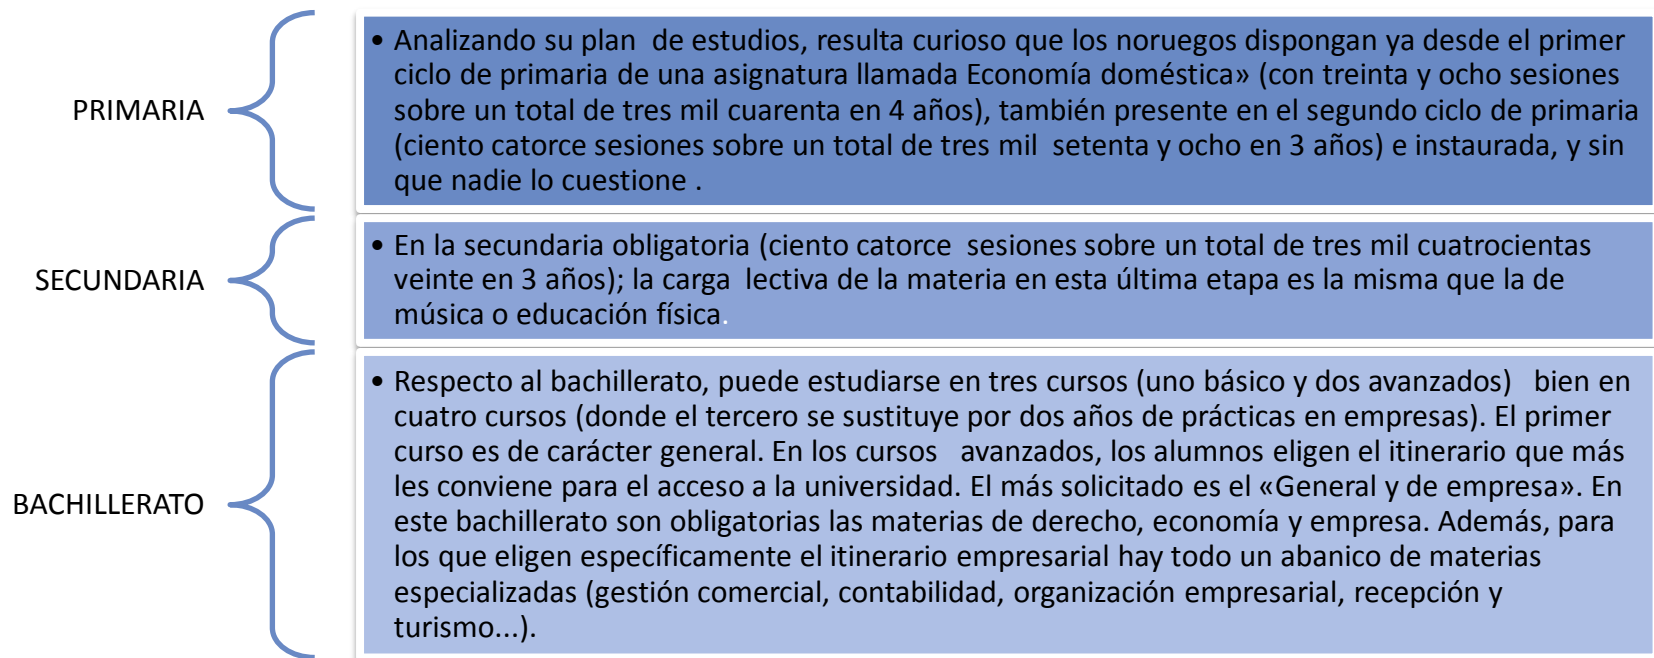 PRIMARIA
• Analizando su plan de estudios, resulta curioso que los noruegos dispongan ya desde el primer
ciclo de primaria de una asignatura llamada Economía doméstica» (con treinta y ocho sesiones
sobre un total de tres mil cuarenta en 4 años), también presente en el segundo ciclo de primaria
(ciento catorce sesiones sobre un total de tres mil setenta y ocho en 3 años) e instaurada, y sin
que nadie lo cuestione .
SECUNDARIA
• En la secundaria obligatoria (ciento catorce sesiones sobre un total de tres mil cuatrocientas
veinte en 3 años); la carga lectiva de la materia en esta última etapa es la misma que la de
música o educación física.
BACHILLERATO
• Respecto al bachillerato, puede estudiarse en tres cursos (uno básico y dos avanzados) bien en
cuatro cursos (donde el tercero se sustituye por dos años de prácticas en empresas). El primer
curso es de carácter general. En los cursos avanzados, los alumnos eligen el itinerario que más
les conviene para el acceso a la universidad. El más solicitado es el «General y de empresa». En
este bachillerato son obligatorias las materias de derecho, economía y empresa. Además, para
los que eligen específicamente el itinerario empresarial hay todo un abanico de materias
especializadas (gestión comercial, contabilidad, organización empresarial, recepción y
turismo...).